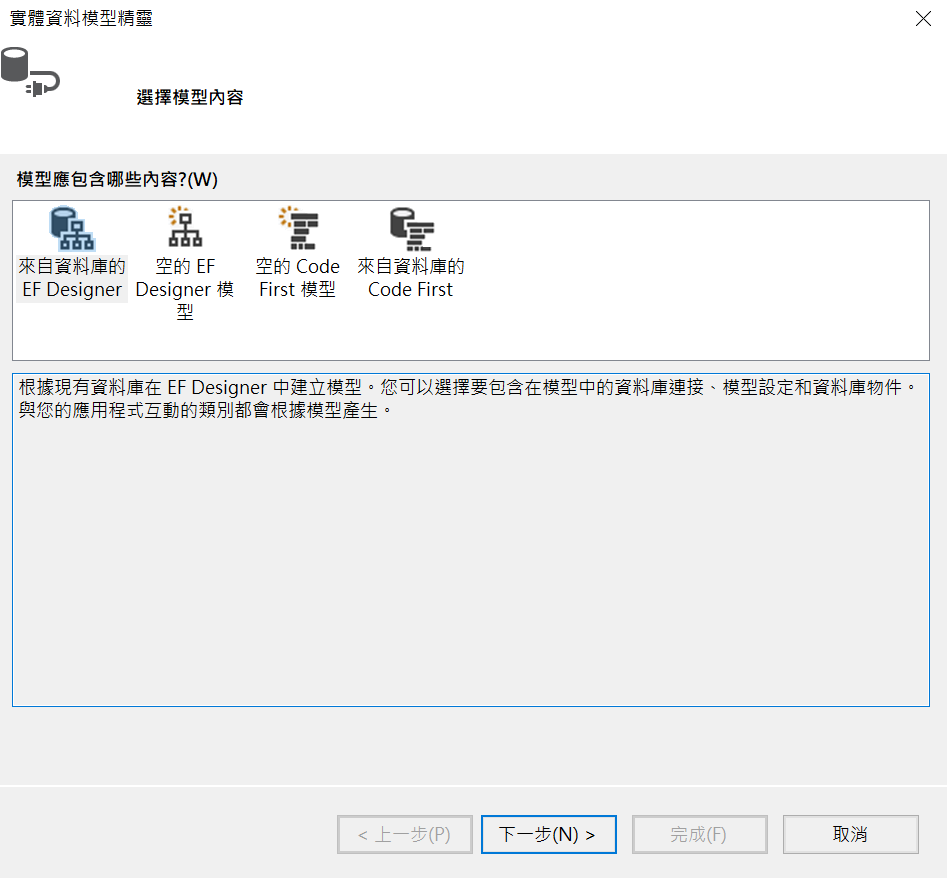 實體資料模型精靈
選擇模型內容
模型應包含哪些內容?(W)
來自資料庫的
EF Designer
空的 EF
Designer 模
型
空的 Code
First 模型
來自資料庫的
Code First
根據現有資料庫在 EF Designer 中建立模型。您可以選擇要包含在模型中的資料庫連接、模型設定和資料庫物件。
與您的應用程式互動的類別都會根據模型產生。
< 上一步(P)
下一步(N) >
完成(F)
取消